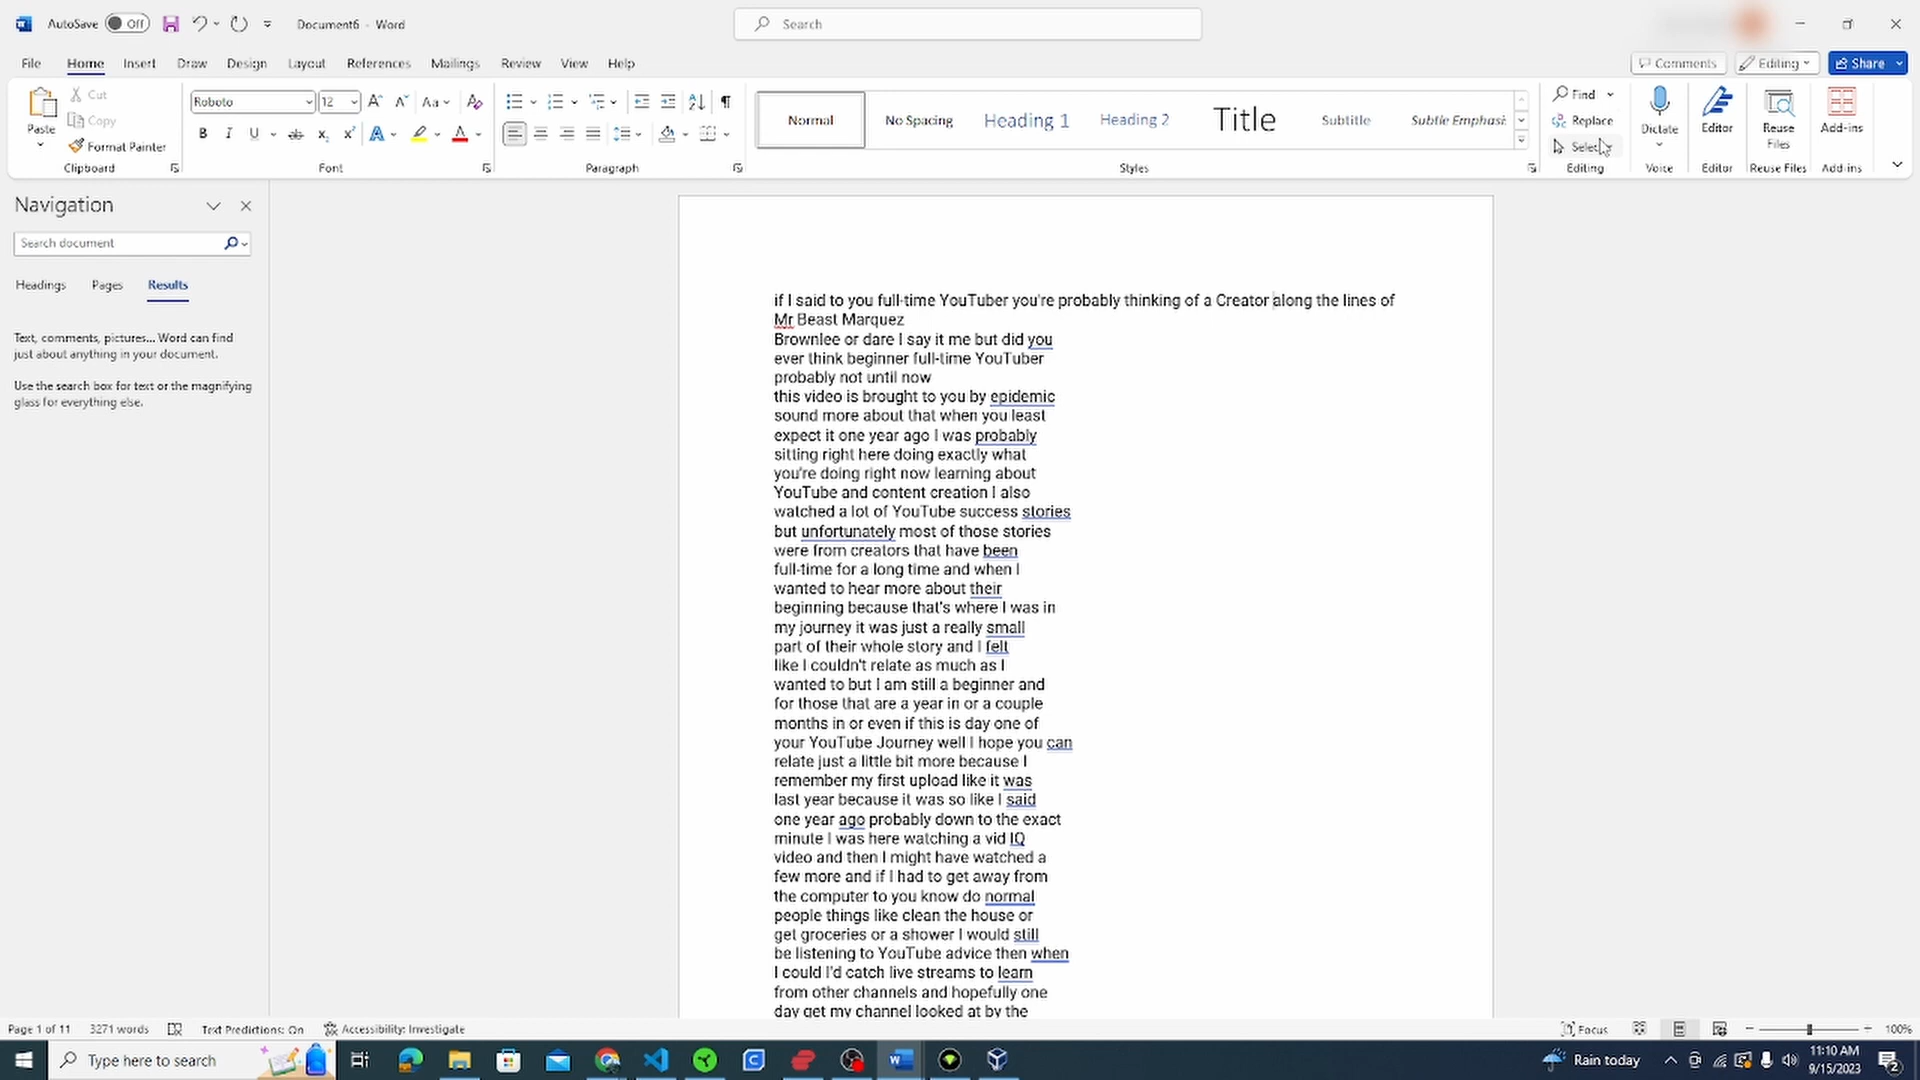 AutoSave Off Document6 - Word Search
File Home Insert Draw Design Layout References Mailings Review View Help Comments Editing Share
Paste Cut Copy Format Painter Clipboard
Roboto 12 Aa B I U ab x₂ x² A A Font
Paragraph
Normal No Spacing Heading 1 Heading 2 Title Subtitle Subtle Emphasis Styles
Find Replace Select Editing
Dictate Voice
Editor Editor
Reuse Files Reuse Files
Add-ins Add-ins
Navigation
Search document
Headings Pages Results
Text, comments, pictures... Word can find
just about anything in your document.
Use the search box for text or the magnifying
glass for everything else.
if I said to you full-time YouTuber you're probably thinking of a Creator along the lines of
Mr Beast Marquez
Brownlee or dare I say it me but did you
ever think beginner full-time YouTuber
probably not until now
this video is brought to you by epidemic
sound more about that when you least
expect it one year ago I was probably
sitting right here doing exactly what
you're doing right now learning about
YouTube and content creation I also
watched a lot of YouTube success stories
but unfortunately most of those stories
were from creators that have been
full-time for a long time and when I
wanted to hear more about their
beginning because that's where I was in
my journey it was just a really small
part of their whole story and I felt
like I couldn't relate as much as I
wanted to but I am still a beginner and
for those that are a year in or a couple
months in or even if this is day one of
your YouTube Journey well I hope you can
relate just a little bit more because I
remember my first upload like it was
last year because it was so like I said
one year ago probably down to the exact
minute I was here watching a vid IQ
video and then I might have watched a
few more and if I had to get away from
the computer to you know do normal
people things like clean the house or
get groceries or a shower I would still
be listening to YouTube advice then when
I could I'd catch live streams to learn
from other channels and hopefully one
day get my channel looked at by the
Page 1 of 11 3271 words Text Predictions: On Accessibility: Investigate Focus 100%
Type here to search Rain today 11:10 AM
9/15/2023 2